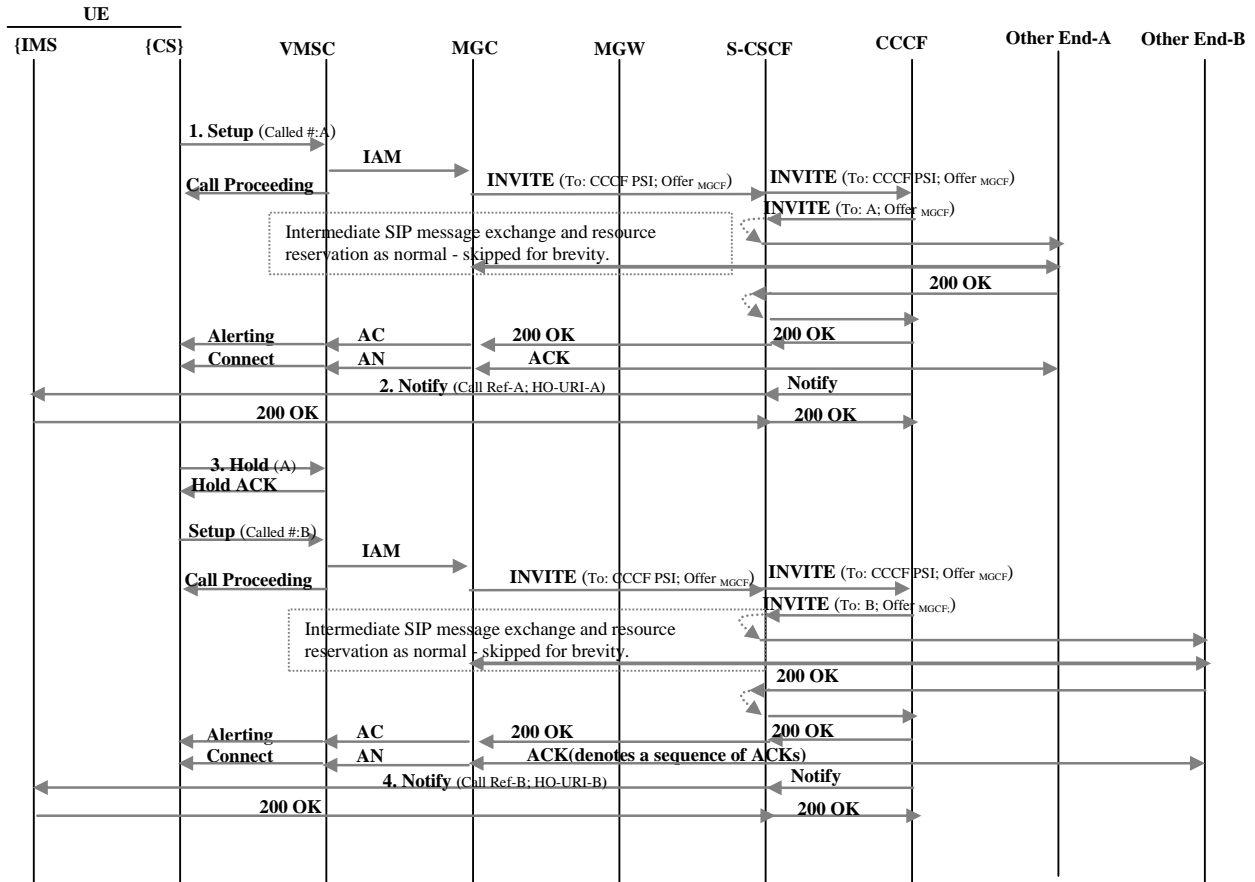 UE
{IMS {CS} VMSC MGC MGW S-CSCF CCCF Other End-A Other End-B
1. Setup (Called #:A)
IAM
Call Proceeding INVITE (To: CCCF PSI; Offer MGCF) INVITE (To: CCCF PSI; Offer MGCF)
INVITE (To: A; Offer MGCF)
Intermediate SIP message exchange and resource
reservation as normal - skipped for brevity.
200 OK
Alerting AC 200 OK 200 OK
Connect AN ACK
2. Notify (Call Ref-A; HO-URI-A) Notify
200 OK 200 OK
3. Hold (A)
Hold ACK
Setup (Called #:B)
IAM
Call Proceeding INVITE (To: CCCF PSI; Offer MGCF) INVITE (To: CCCF PSI; Offer MGCF)
INVITE (To: B; Offer MGCF:)
Intermediate SIP message exchange and resource
reservation as normal - skipped for brevity.
200 OK
Alerting AC 200 OK 200 OK
Connect AN ACK(denotes a sequence of ACKs)
4. Notify (Call Ref-B; HO-URI-B) Notify
200 OK 200 OK